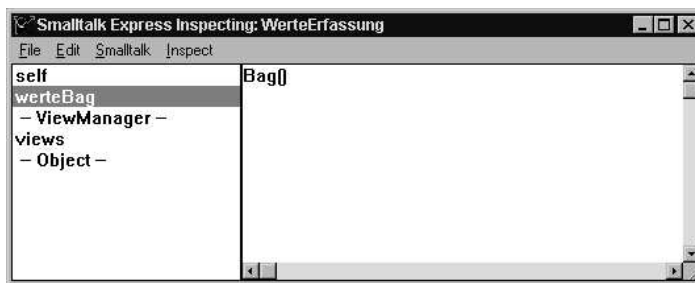 Smalltalk Express Inspecting: WerteErfassung
File Edit Smalltalk Inspect
self
werteBag
– ViewManager –
views
– Object –
Bag()